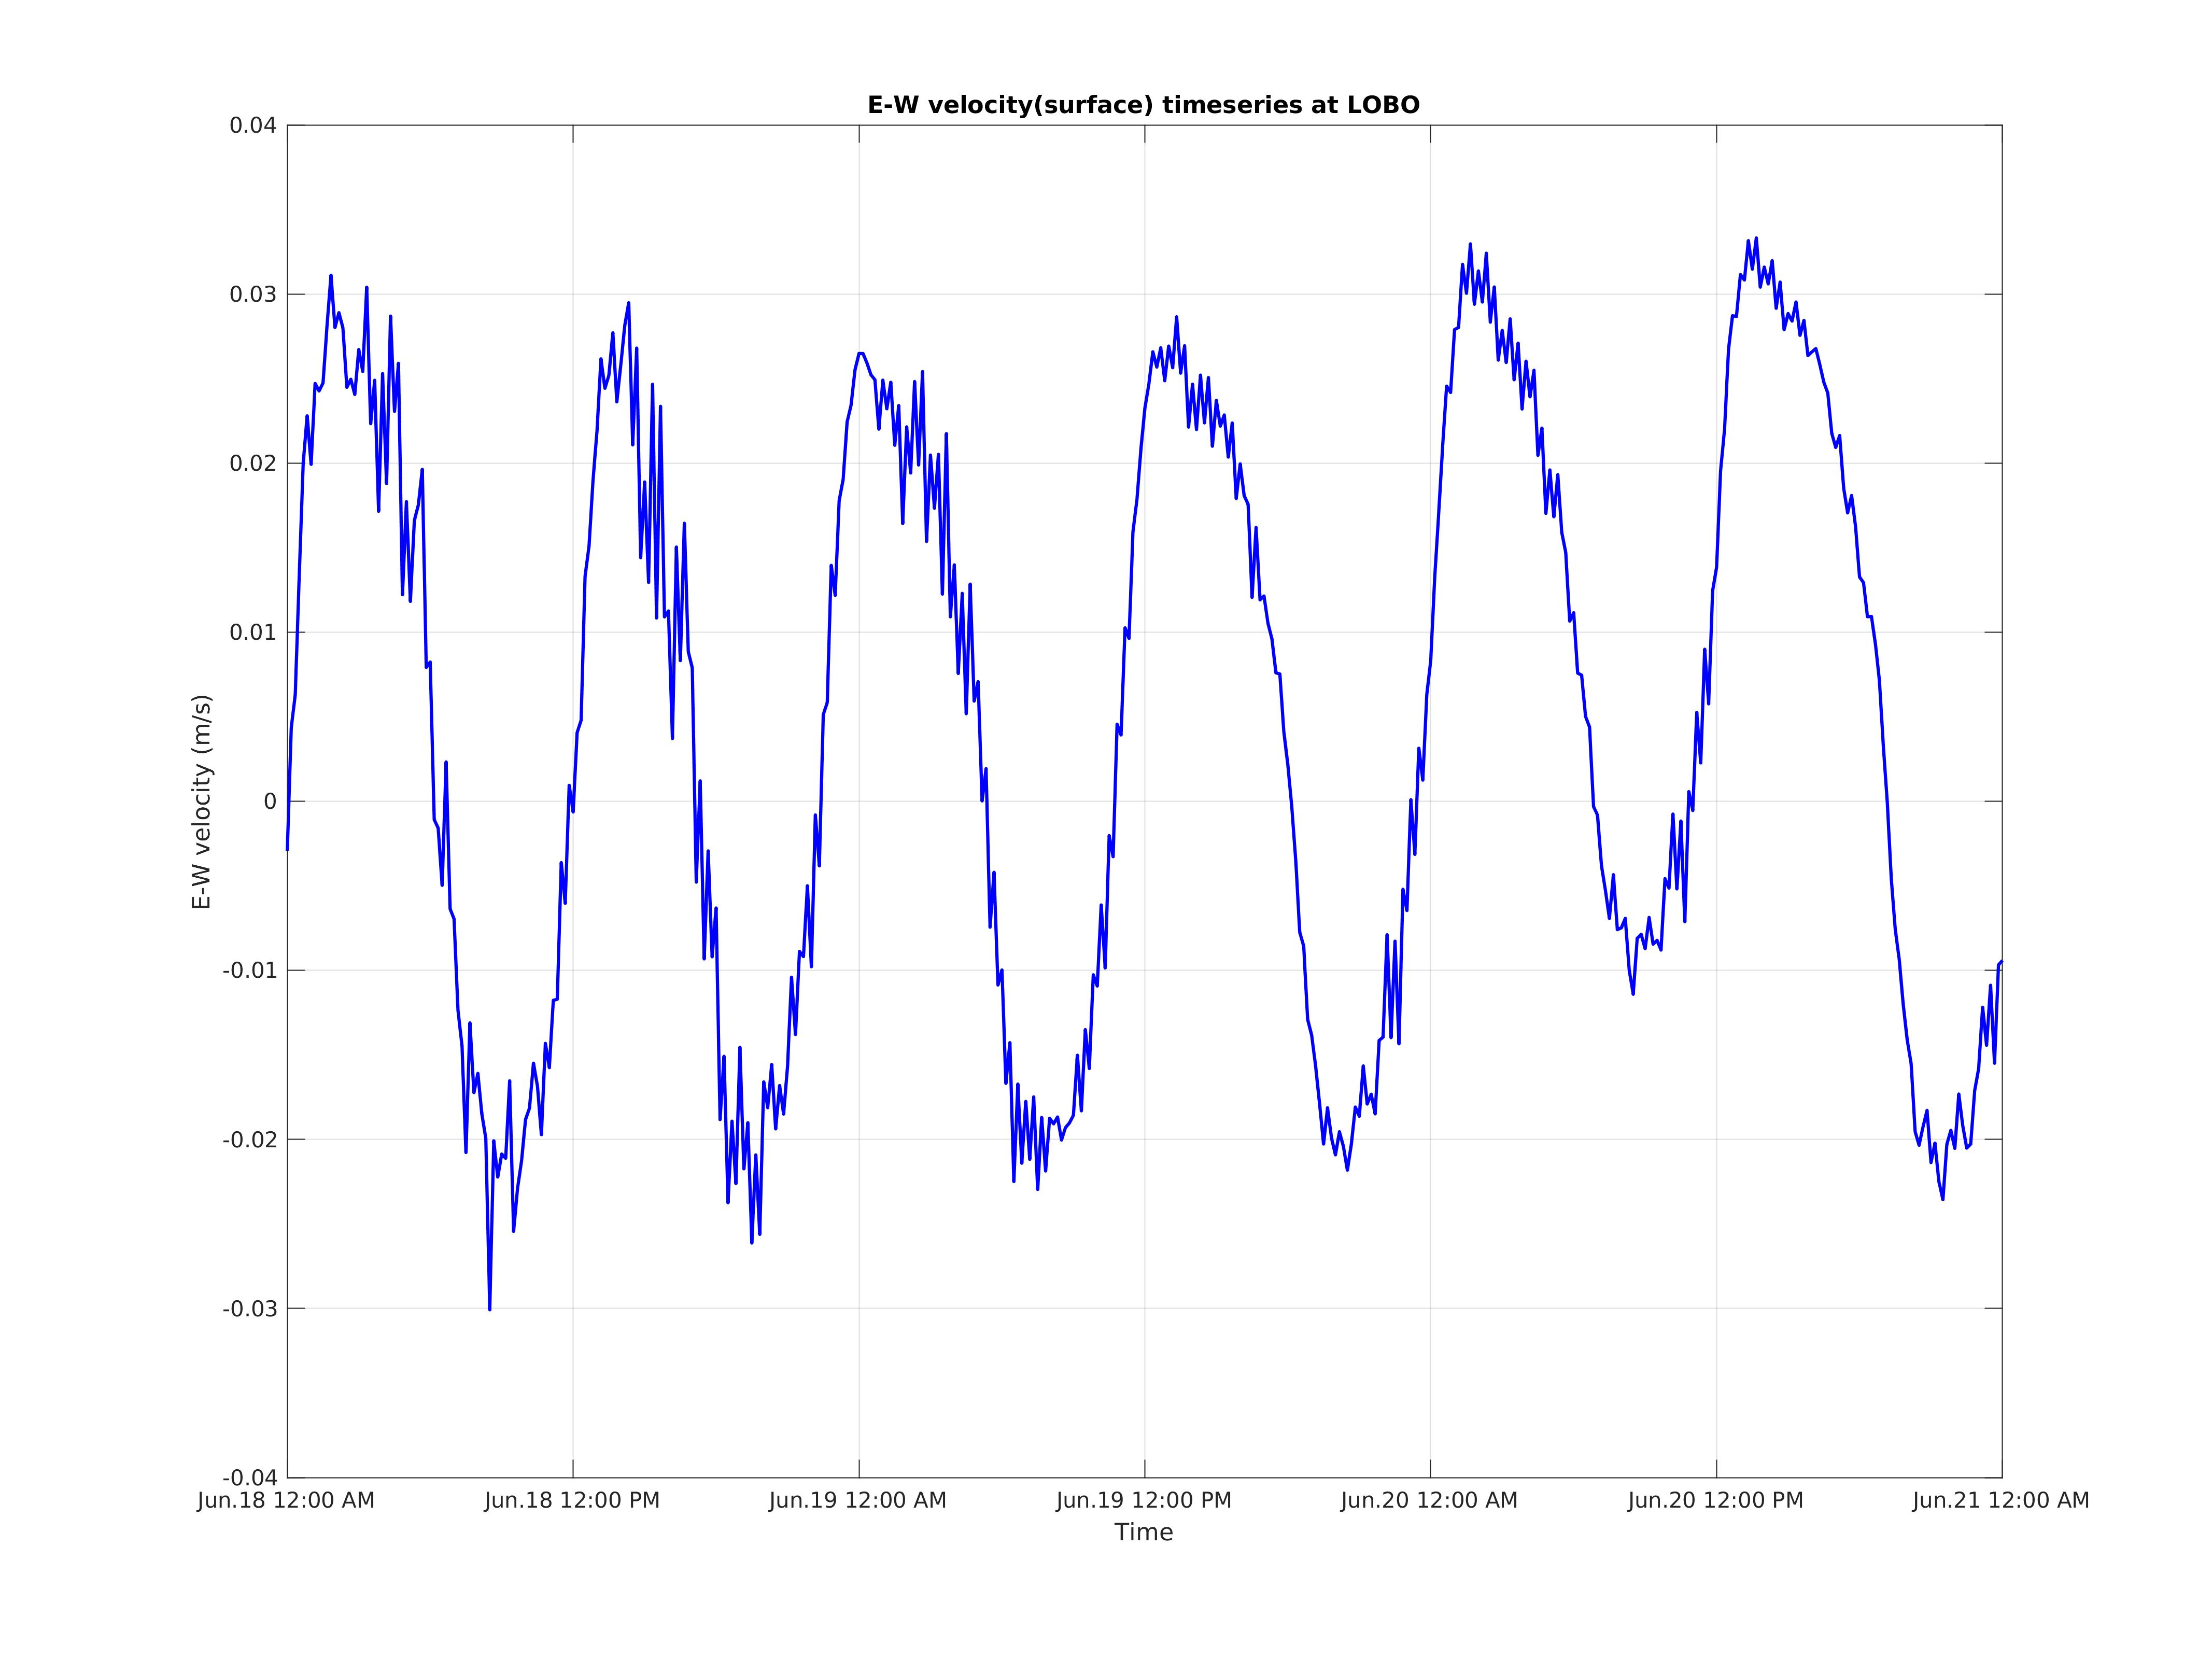 E-W velocity(surface) timeseries at LOBO
0.04
0.03
0.02
0.01
0
-0.01
-0.02
-0.03
-0.04
E-W velocity (m/s)
Jun.18 12:00 AM Jun.18 12:00 PM Jun.19 12:00 AM Jun.19 12:00 PM Jun.20 12:00 AM Jun.20 12:00 PM Jun.21 12:00 AM
Time